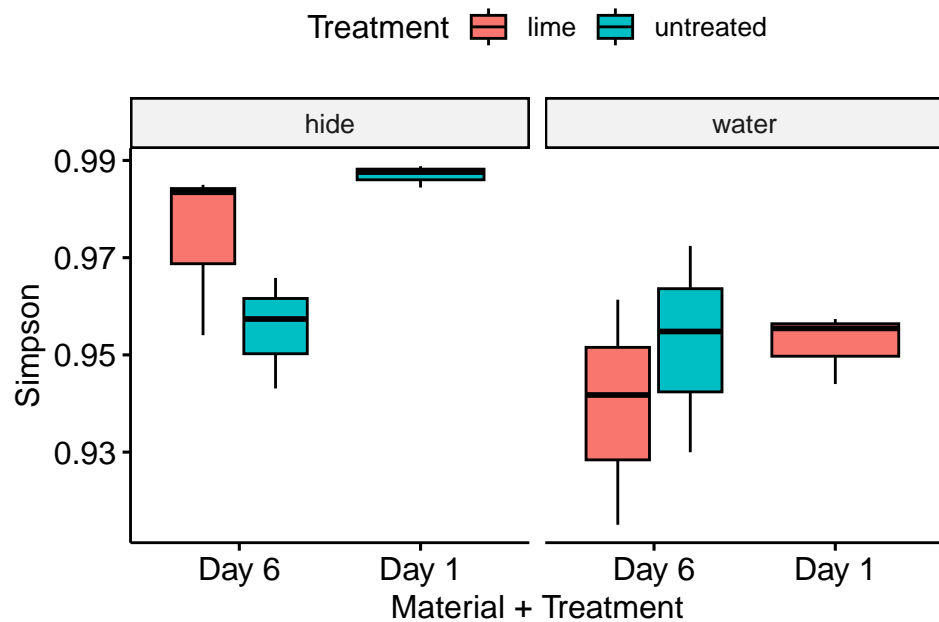 Treatment lime untreated
hide water
0.99
0.97
0.95
0.93
Simpson
Day 6 Day 1 Day 6 Day 1
Material + Treatment